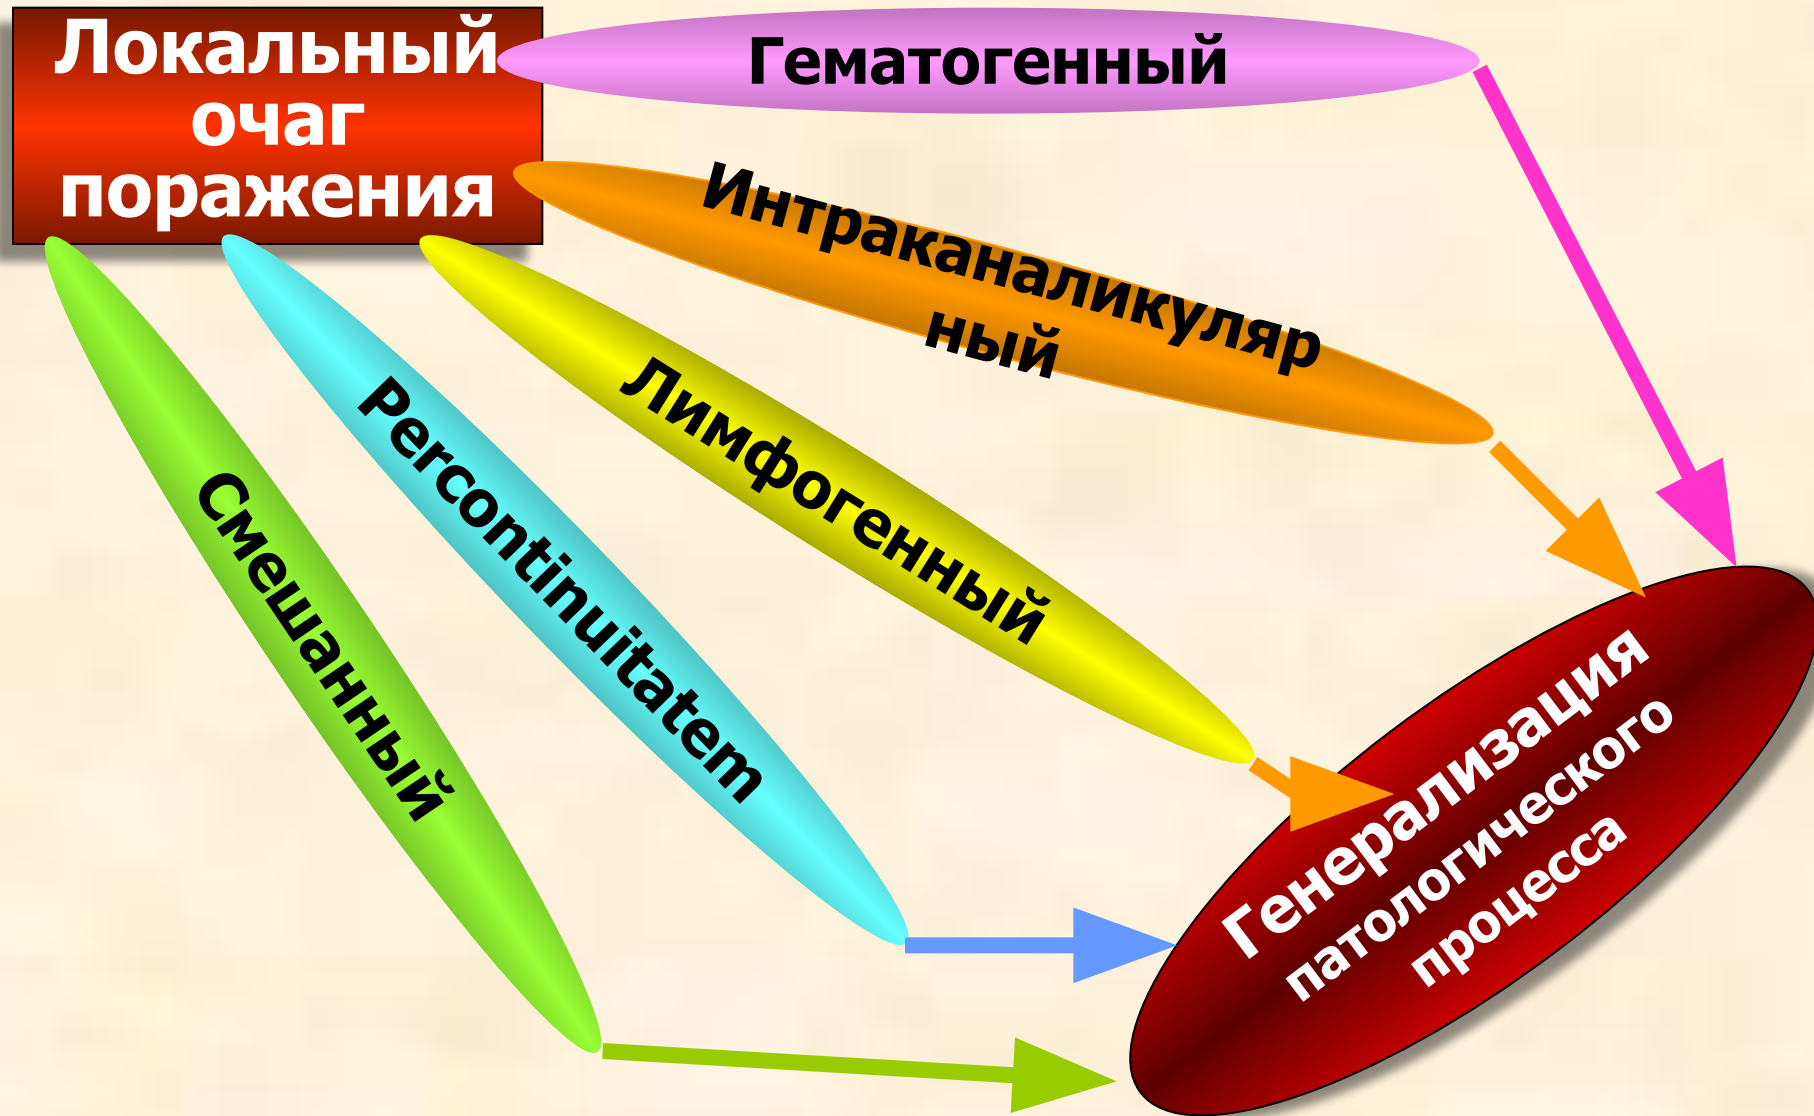 Локальный
очаг
поражения
Гематогенный
Интраканаликуляр
ный
Лимфогенный
Percontinuitatem
Смешанный
Генерализация
патологического
процесса